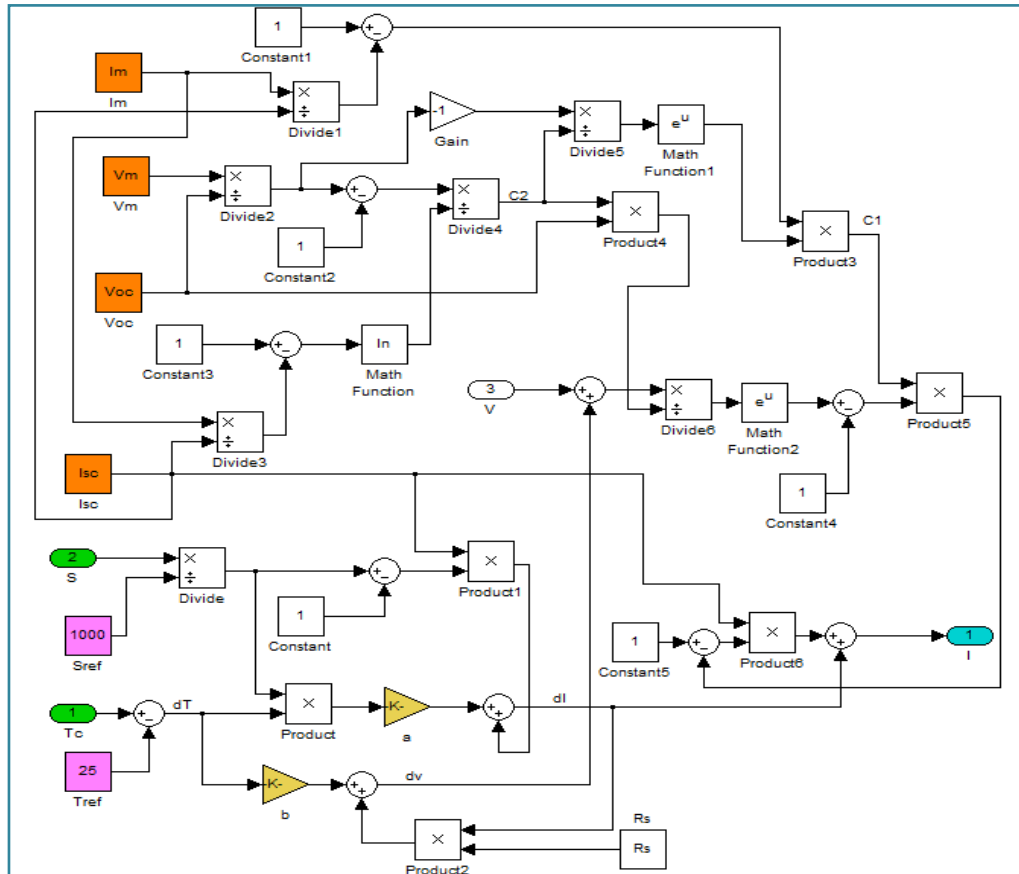 1
Constant1
Im
Im
×
÷
Divide1
-1
Gain
×
÷
Divide5
e^u
Math
Function1
Vm
Vm
×
÷
Divide2
×
÷
Divide4
C2
×
Product4
×
Product3
C1
1
Constant2
Voc
Voc
1
Constant3
ln
Math
Function
3
V
×
÷
Divide6
e^u
Math
Function2
×
Product5
×
÷
Divide3
Isc
Isc
1
Constant4
2
S
×
÷
Divide
×
Product1
1000
Sref
1
Constant
1
Constant5
×
Product6
1
I
1
Tc
dT
×
Product
-K-
a
dI
25
Tref
-K-
b
dv
×
Product2
Rs
Rs